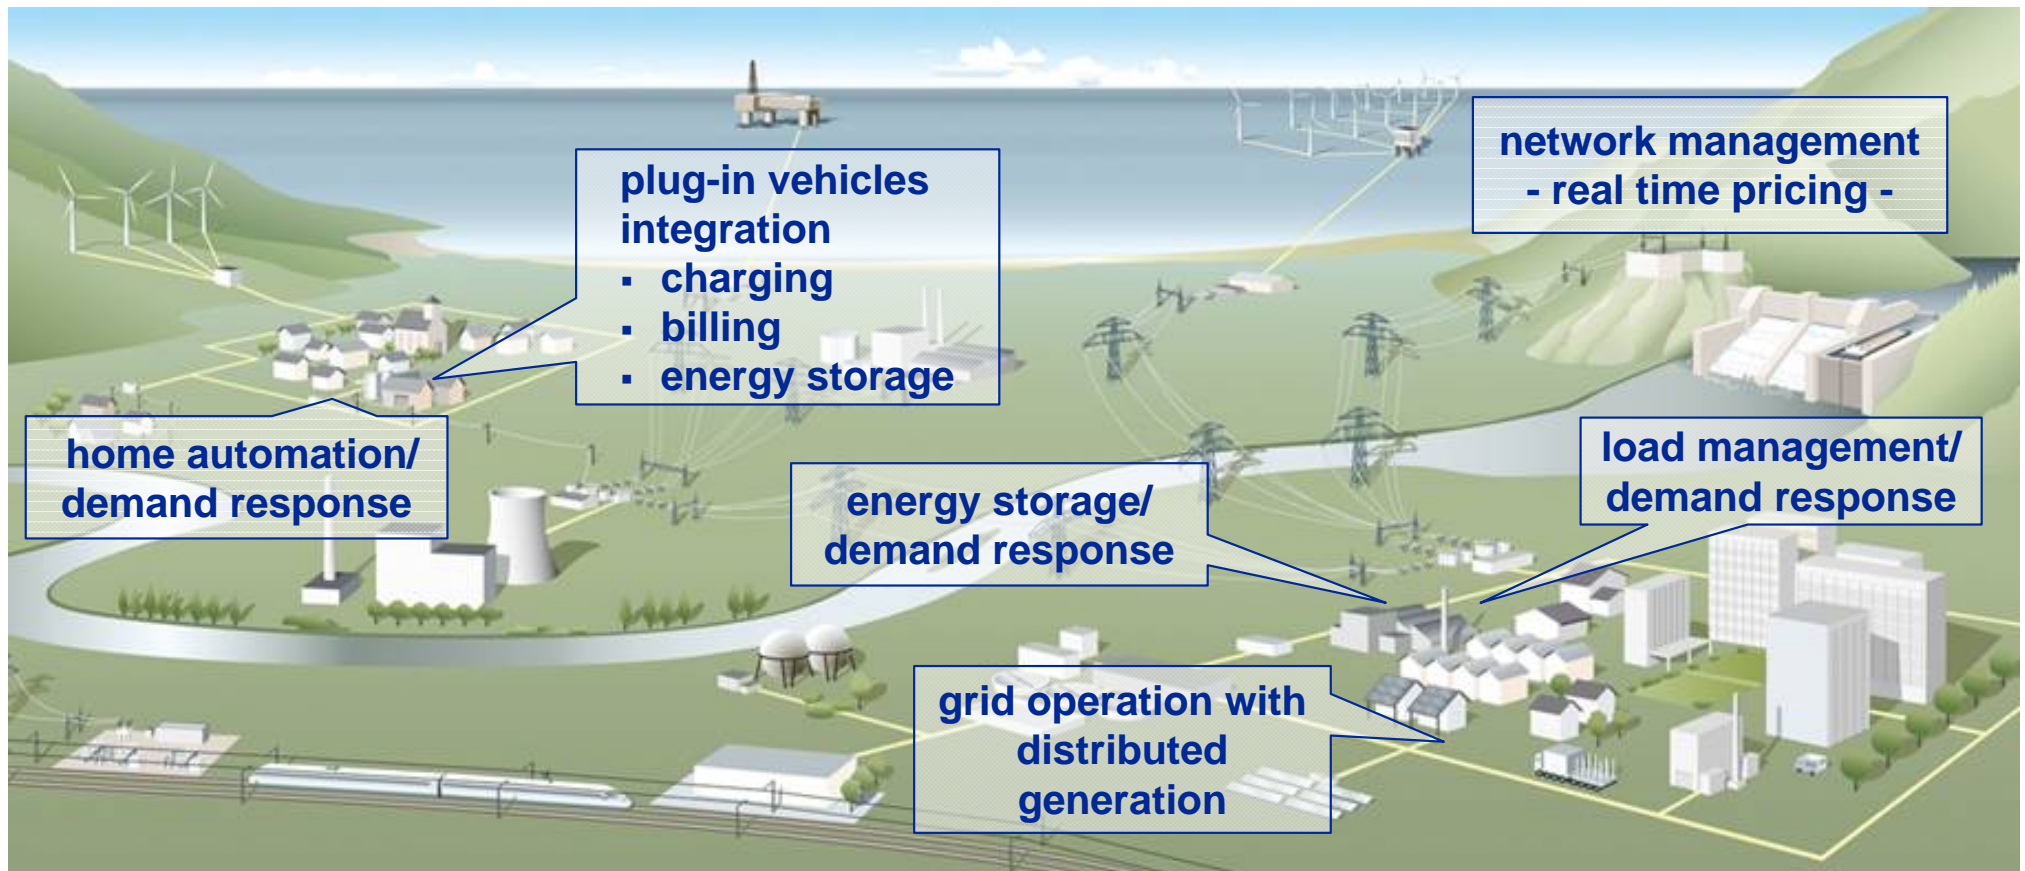 plug-in vehicles
integration
▪ charging
▪ billing
▪ energy storage
network management
- real time pricing -
home automation/
demand response
energy storage/
demand response
load management/
demand response
grid operation with
distributed
generation